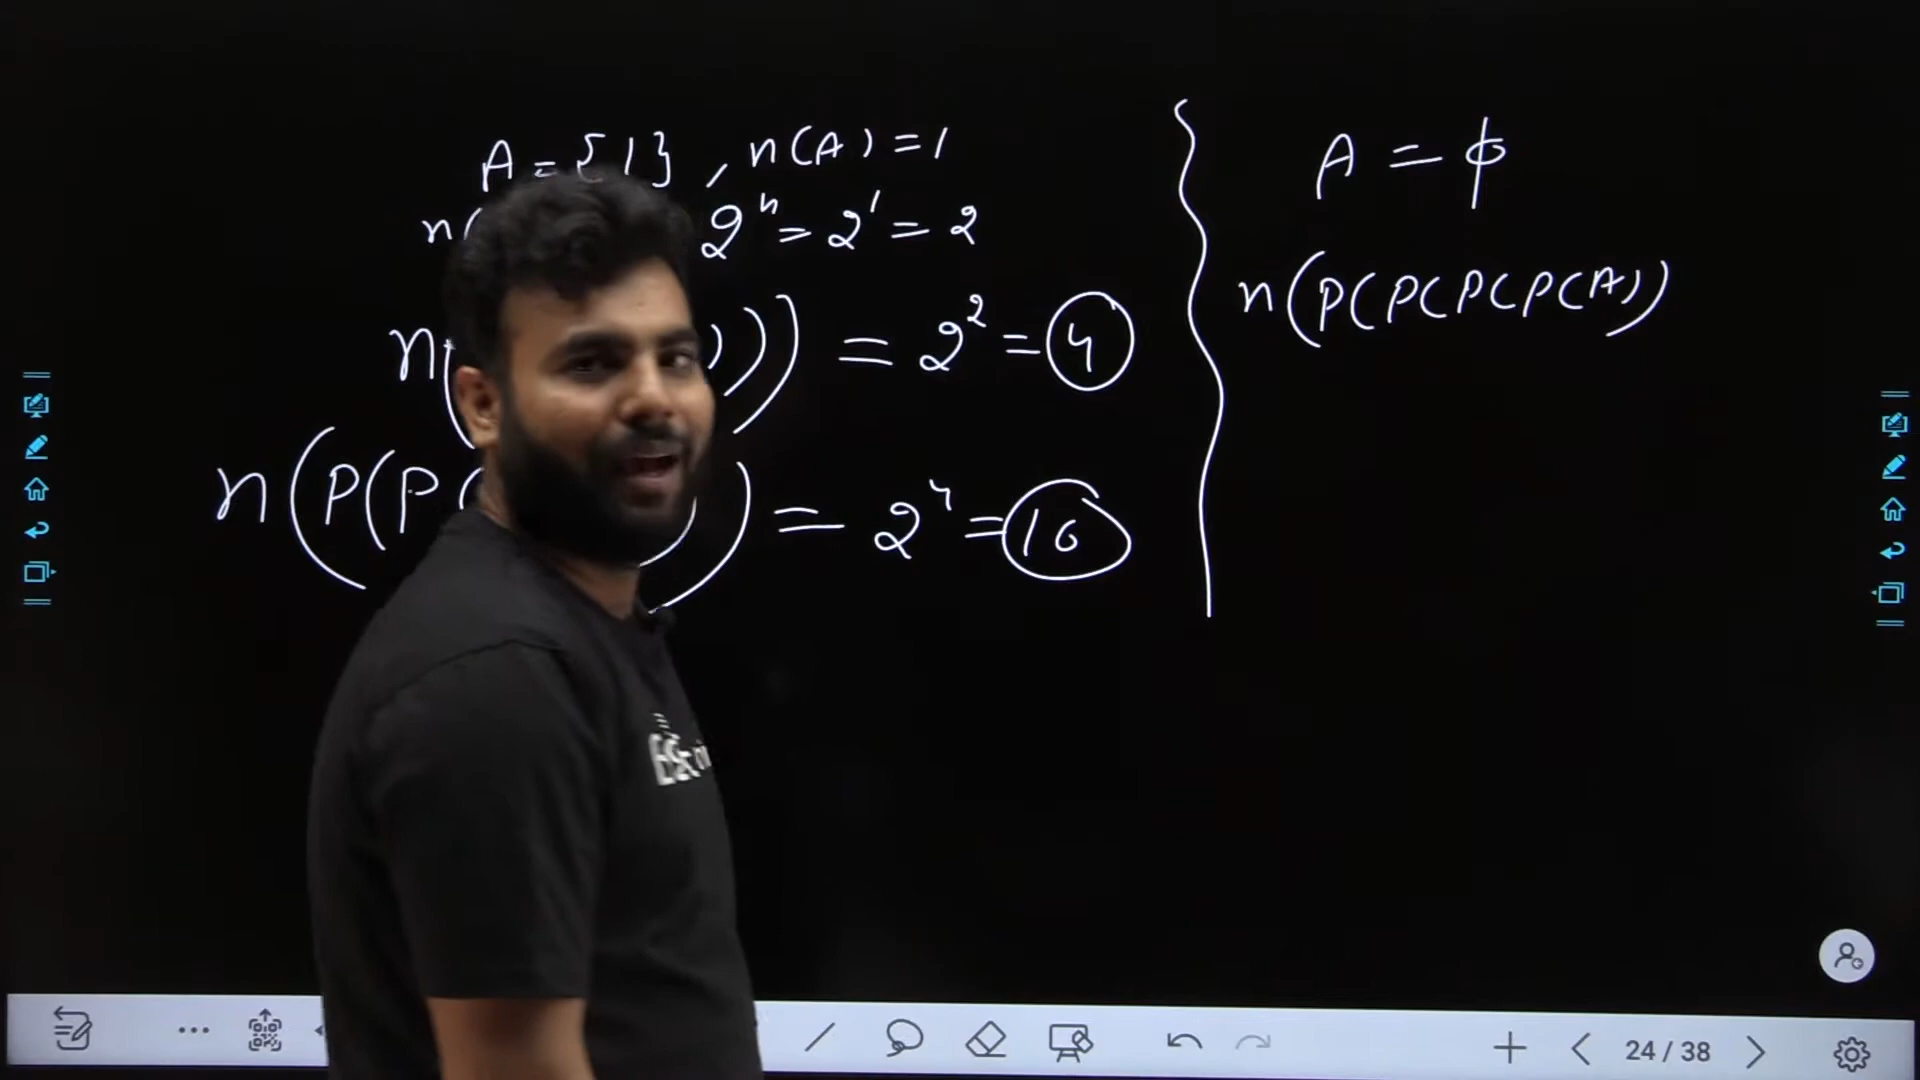 A = {1}, n(A) = 1
n( 2ⁿ = 2¹ = 2
n( ))) = 2² = 4
n(P(P( ) = 2⁴ = 16
A = ϕ
n(P(P(P(P(A))
24 / 38